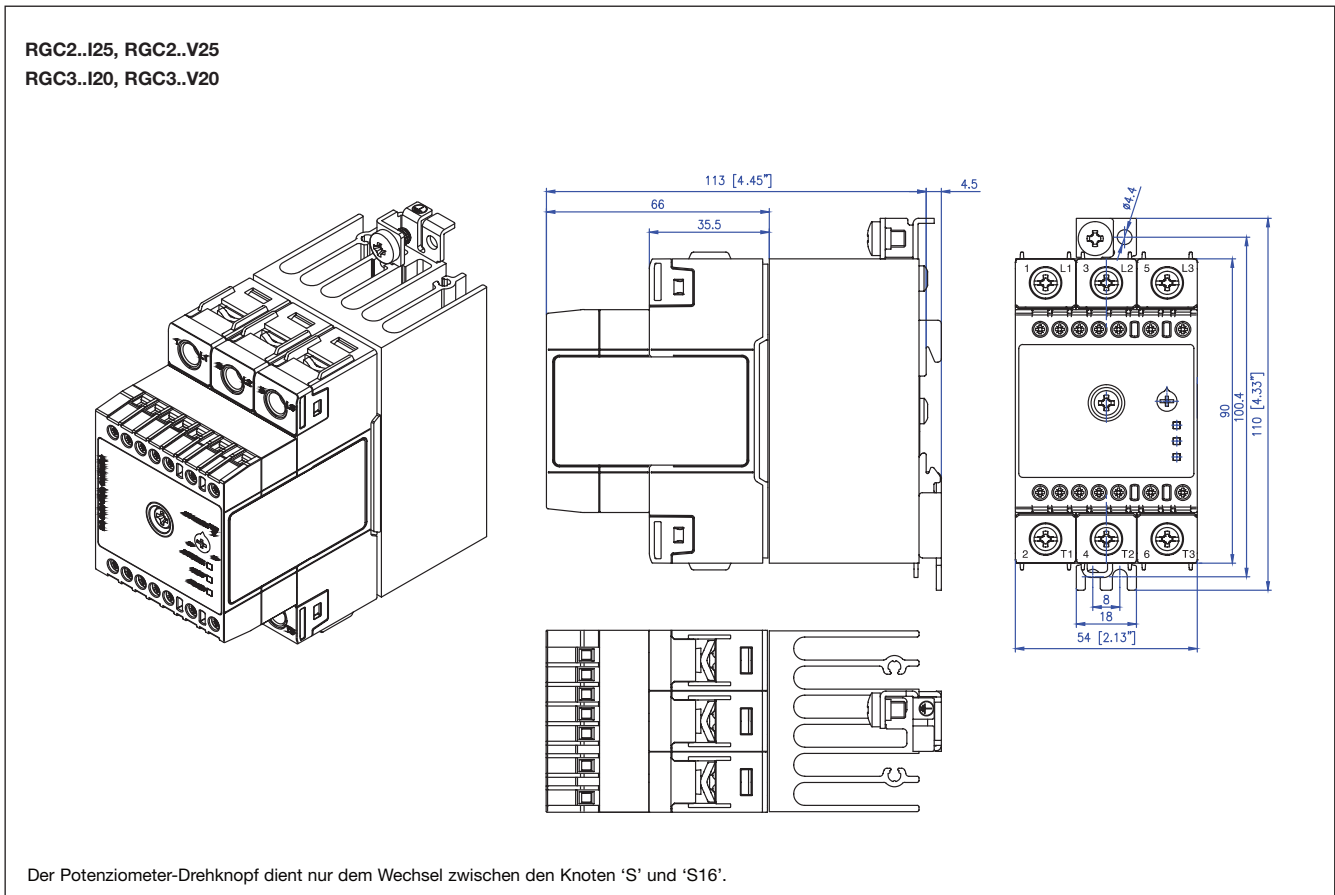 RGC2..I25, RGC2..V25
RGC3..I20, RGC3..V20
113 [4.45"]
4.5
66
35.5
ø4.4
1 L1 3 L2 5 L3
90
100.4
110 [4.33"]
2 T1 4 T2 6 T3
8
18
54 [2.13"]
Der Potenziometer-Drehknopf dient nur dem Wechsel zwischen den Knoten ‘S’ und ‘S16’.